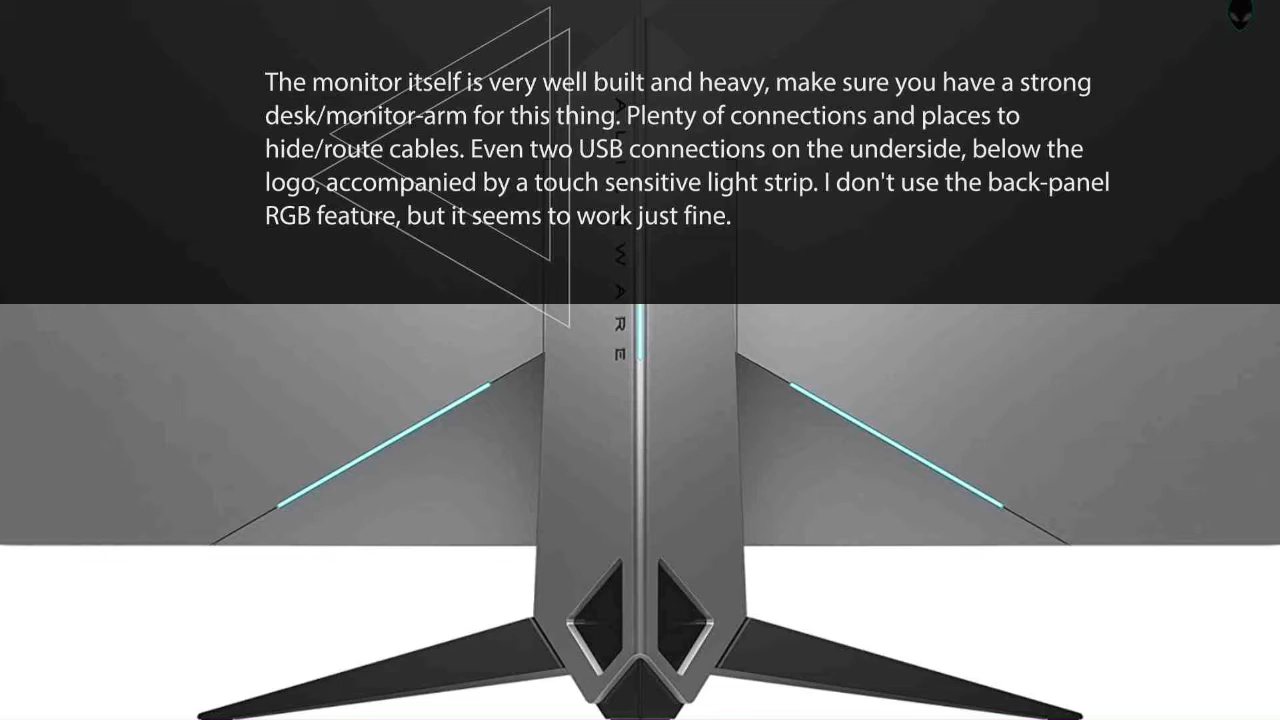 The monitor itself is very well built and heavy, make sure you have a strong
desk/monitor-arm for this thing. Plenty of connections and places to
hide/route cables. Even two USB connections on the underside, below the
logo, accompanied by a touch sensitive light strip. I don't use the back-panel
RGB feature, but it seems to work just fine.
ALIENWARE